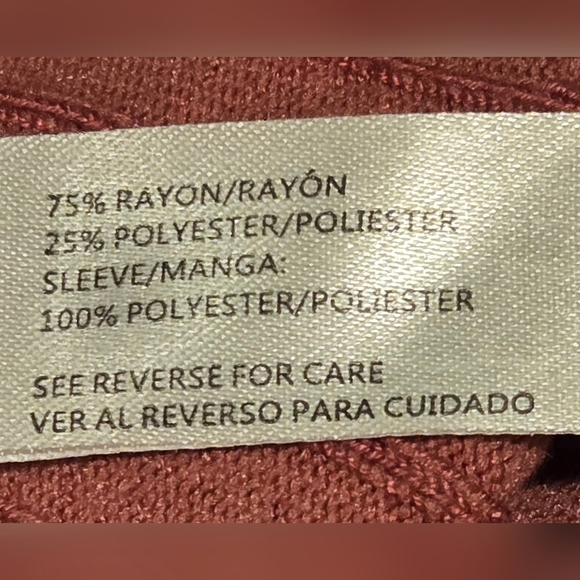 75% RAYON/RAYÓN
25% POLYESTER/POLIESTER
SLEEVE/MANGA:
100% POLYESTER/POLIESTER
SEE REVERSE FOR CARE
VER AL REVERSO PARA CUIDADO